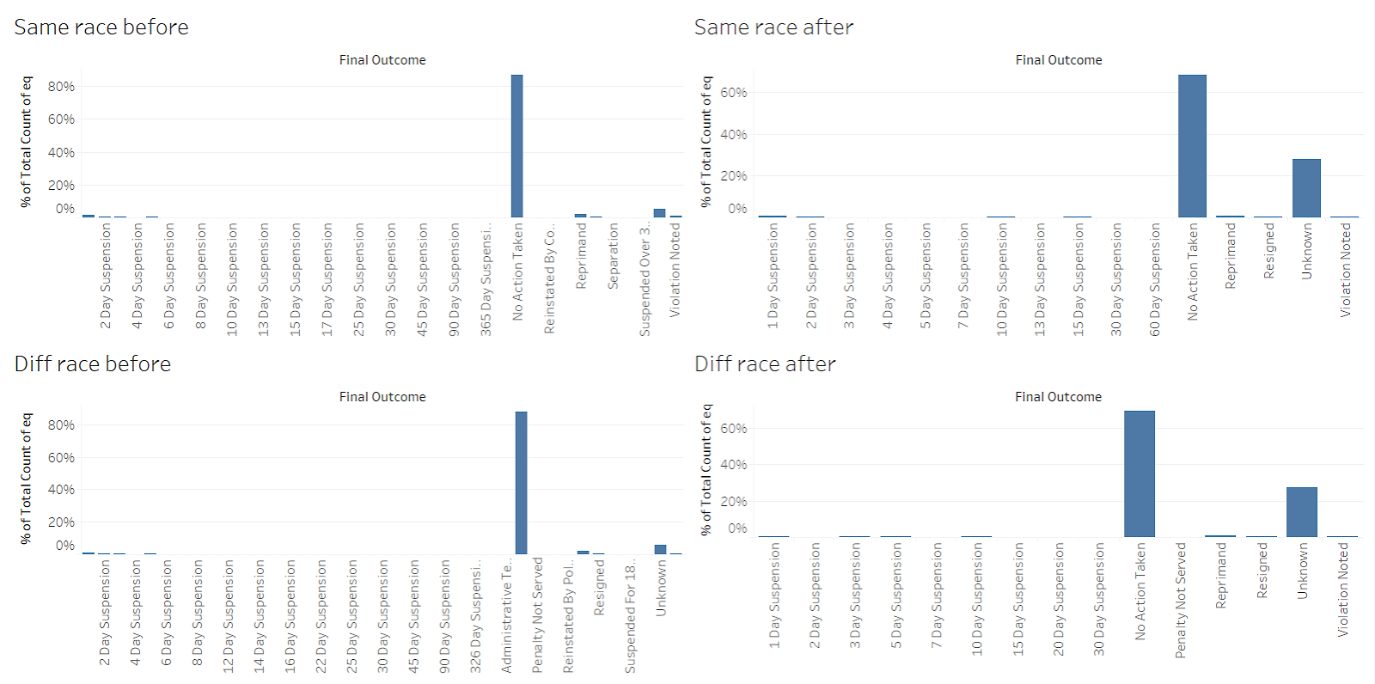 Same race before
Final Outcome
% of Total Count of eq
80%
60%
40%
20%
0%
2 Day Suspension
4 Day Suspension
6 Day Suspension
8 Day Suspension
10 Day Suspension
13 Day Suspension
15 Day Suspension
17 Day Suspension
25 Day Suspension
30 Day Suspension
45 Day Suspension
90 Day Suspension
365 Day Suspensi..
No Action Taken
Reinstated By Co..
Reprimand
Separation
Suspended Over 3..
Violation Noted
Same race after
Final Outcome
% of Total Count of eq
60%
40%
20%
0%
1 Day Suspension
2 Day Suspension
3 Day Suspension
4 Day Suspension
5 Day Suspension
7 Day Suspension
10 Day Suspension
13 Day Suspension
15 Day Suspension
30 Day Suspension
60 Day Suspension
No Action Taken
Reprimand
Resigned
Unknown
Violation Noted
Diff race before
Final Outcome
% of Total Count of eq
80%
60%
40%
20%
0%
2 Day Suspension
4 Day Suspension
6 Day Suspension
8 Day Suspension
12 Day Suspension
14 Day Suspension
16 Day Suspension
22 Day Suspension
25 Day Suspension
30 Day Suspension
45 Day Suspension
90 Day Suspension
326 Day Suspensi..
Administrative Te..
Penalty Not Served
Reinstated By Pol..
Resigned
Suspended For 18..
Unknown
Diff race after
Final Outcome
% of Total Count of eq
60%
40%
20%
0%
1 Day Suspension
2 Day Suspension
3 Day Suspension
5 Day Suspension
7 Day Suspension
10 Day Suspension
15 Day Suspension
20 Day Suspension
30 Day Suspension
No Action Taken
Penalty Not Served
Reprimand
Resigned
Unknown
Violation Noted